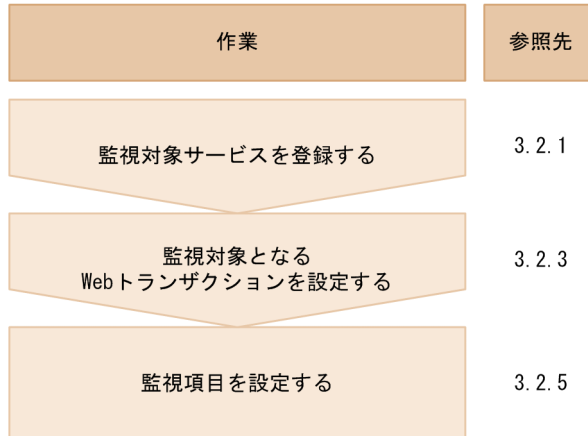 作業
参照先
監視対象サービスを登録する
3.2.1
監視対象となる
Webトランザクションを設定する
3.2.3
監視項目を設定する
3.2.5